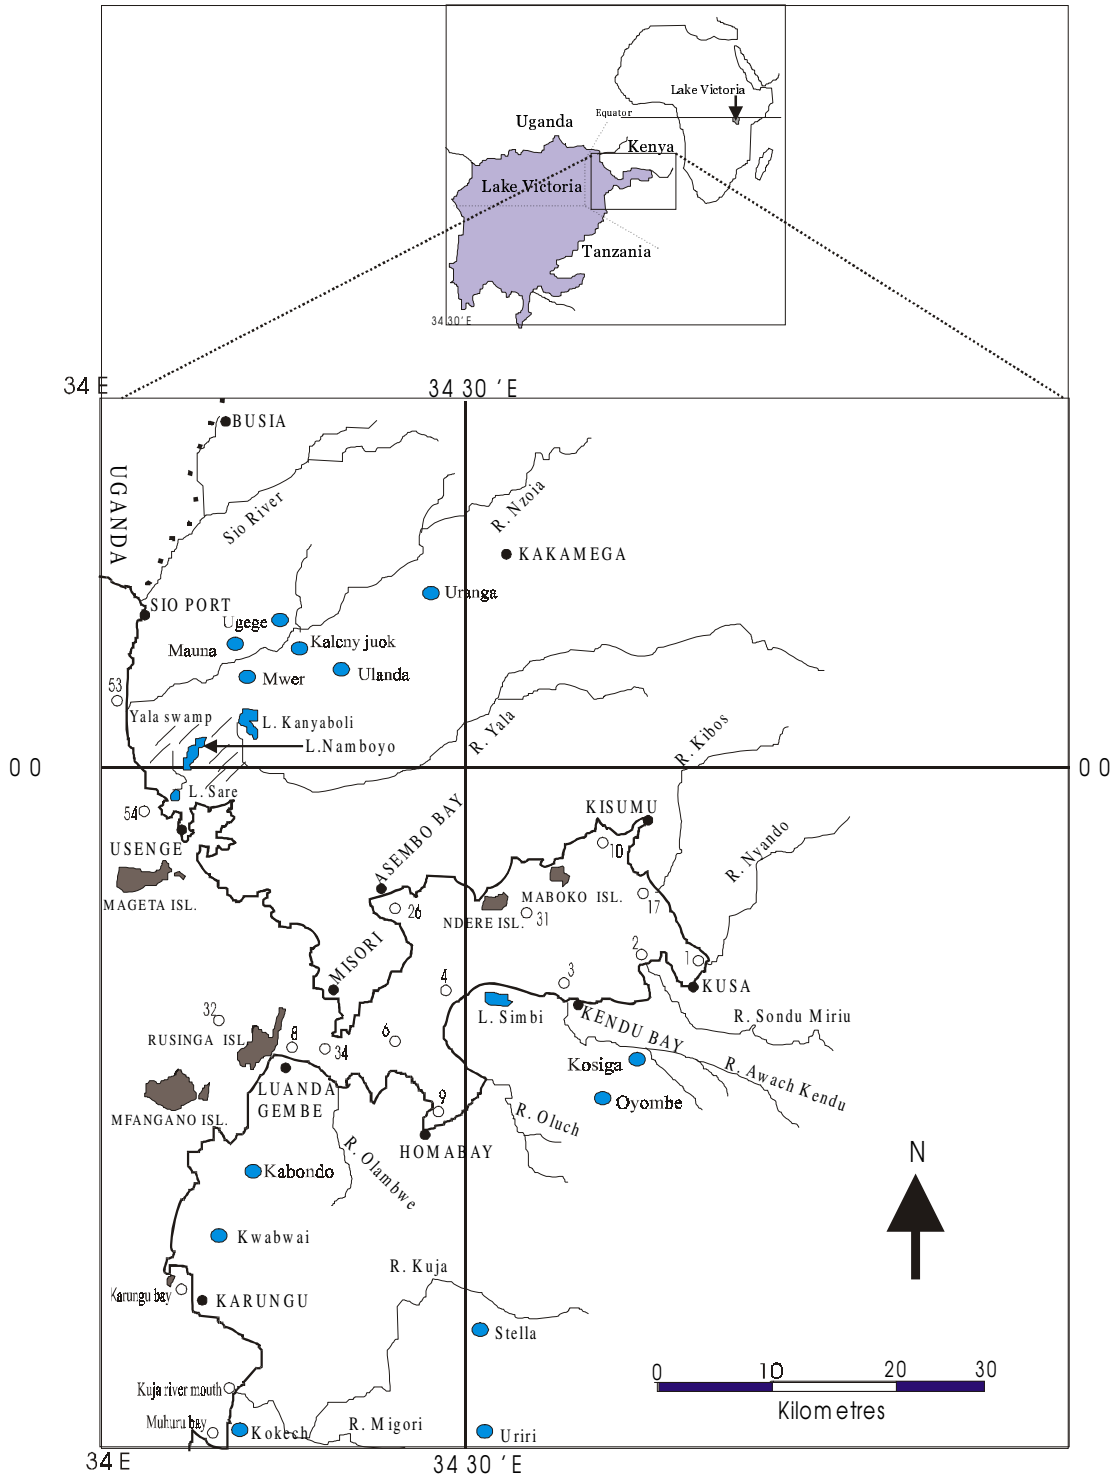 Lake Victoria
Equator
Uganda
Kenya
Lake Victoria
Tanzania
34 30'E
34 E
34 30 'E
BUSIA
UGANDA
Sio River
R. Nzoia
KAKAMEGA
Uranga
SIO PORT
Ugege
Mauna
Kalcny juok
Mwer
Ulanda
53
Yala swamp
L. Kanyaboli
L.Namboyo
R. Yala
R. Kibos
0 0
0 0
L. Sare
54
USENGE
ASEMBO BAY
KISUMU
10
R. Nyando
MAGETA ISL.
MABOKO ISL.
NDERE ISL.
26
31
17
MISORI
2
1
4
3
KUSA
L. Simbi
KENDU BAY
R. Sondu Miriu
32
RUSINGA ISL
8
34
6
Kosiga
R. Awach Kendu
LUANDA
GEMBE
Oyombe
MFANGANO ISL.
9
R. Oluch
HOMABAY
R. Olambwe
Kabondo
N
Kwabwai
R. Kuja
Karungu bay
KARUNGU
Stella
0 10 20 30
Kilometres
Kuja river mouth
Muhuru bay
Kokech
R. Migori
Uriri
34 E
34 30 'E